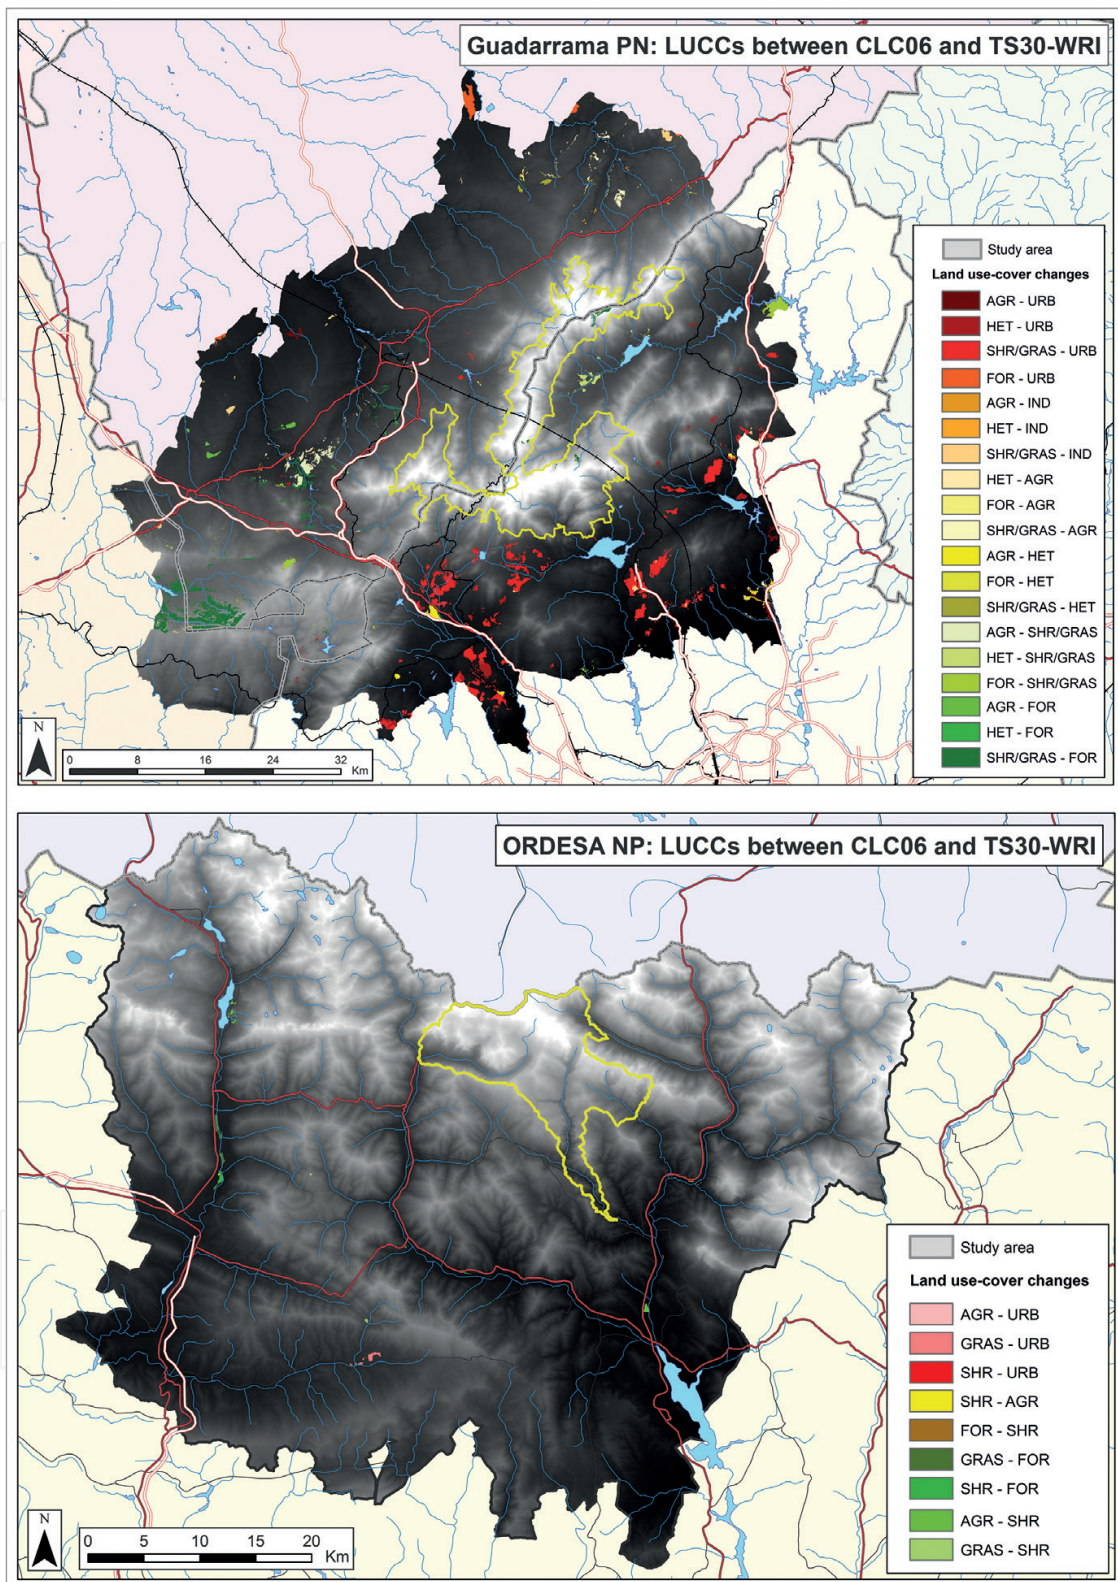 Guadarrama PN: LUCCs between CLC06 and TS30-WRI
Study area
Land use-cover changes
AGR - URB
HET - URB
SHR/GRAS - URB
FOR - URB
AGR - IND
HET - IND
SHR/GRAS - IND
HET - AGR
FOR - AGR
SHR/GRAS - AGR
AGR - HET
FOR - HET
SHR/GRAS - HET
AGR - SHR/GRAS
HET - SHR/GRAS
FOR - SHR/GRAS
AGR - FOR
HET - FOR
SHR/GRAS - FOR
N
0 8 16 24 32
Km
ORDESA NP: LUCCs between CLC06 and TS30-WRI
Study area
Land use-cover changes
AGR - URB
GRAS - URB
SHR - URB
SHR - AGR
FOR - SHR
GRAS - FOR
SHR - FOR
AGR - SHR
GRAS - SHR
N
0 5 10 15 20
Km